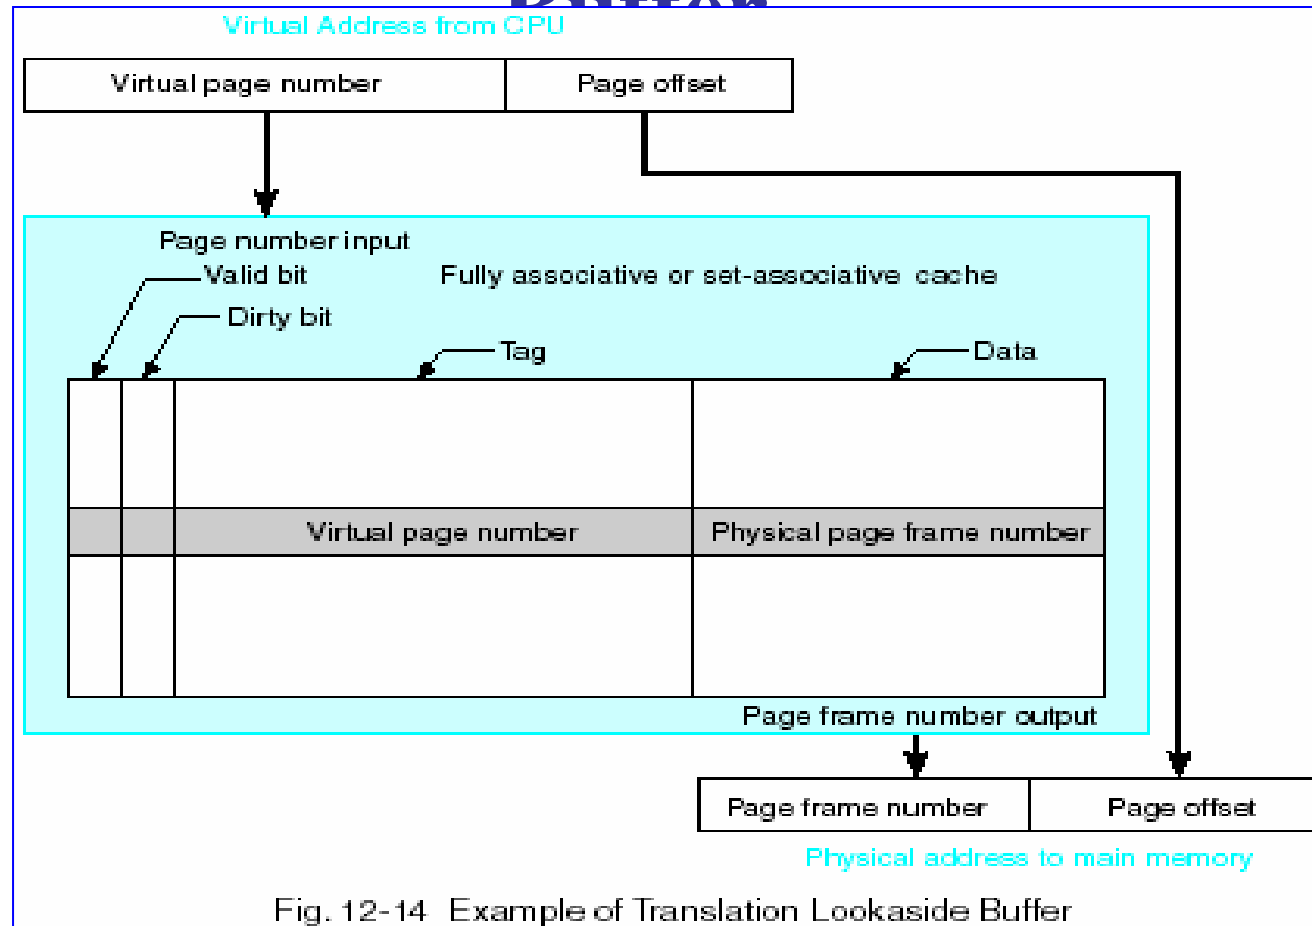 Virtual Address from CPU
Virtual page number
Page offset
Page number input
Valid bit
Fully associative or set-associative cache
Dirty bit
Tag
Data
Virtual page number
Physical page frame number
Page frame number output
Page frame number
Page offset
Physical address to main memory
Fig. 12-14 Example of Translation Lookaside Buffer